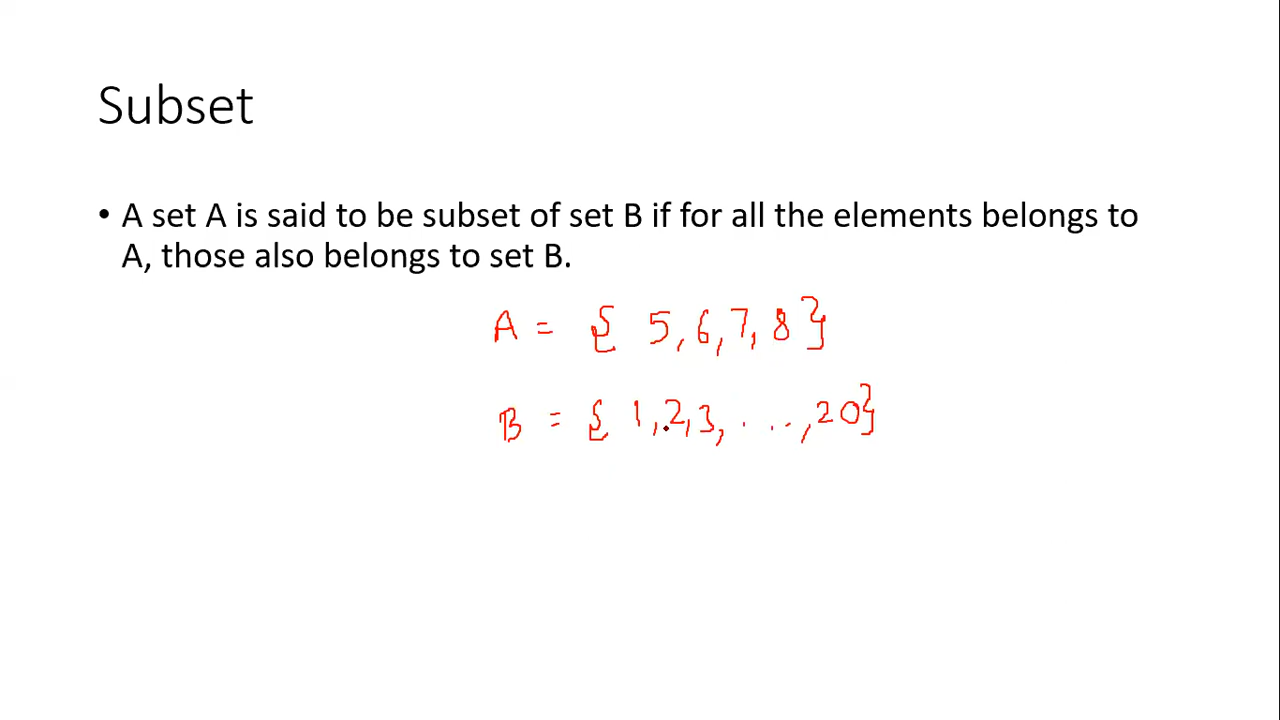 Subset
• A set A is said to be subset of set B if for all the elements belongs to
A, those also belongs to set B.
A = { 5, 6, 7, 8 }
B = { 1, 2, 3, . ... , 20 }